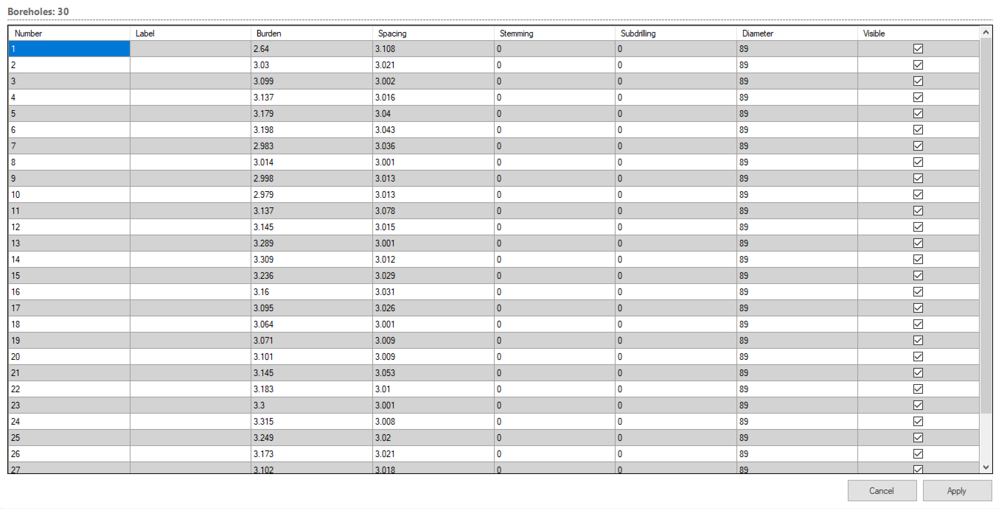 Boreholes: 30
Number Label Burden Spacing Stemming Subdrilling Diameter Visible
1 2.64 3.108 0 0 89
2 3.03 3.021 0 0 89
3 3.099 3.002 0 0 89
4 3.137 3.016 0 0 89
5 3.179 3.04 0 0 89
6 3.198 3.043 0 0 89
7 2.983 3.036 0 0 89
8 3.014 3.001 0 0 89
9 2.998 3.013 0 0 89
10 2.979 3.013 0 0 89
11 3.137 3.078 0 0 89
12 3.145 3.015 0 0 89
13 3.289 3.001 0 0 89
14 3.309 3.012 0 0 89
15 3.236 3.029 0 0 89
16 3.16 3.031 0 0 89
17 3.095 3.026 0 0 89
18 3.064 3.001 0 0 89
19 3.071 3.009 0 0 89
20 3.101 3.009 0 0 89
21 3.145 3.053 0 0 89
22 3.183 3.01 0 0 89
23 3.3 3.001 0 0 89
24 3.315 3.008 0 0 89
25 3.249 3.02 0 0 89
26 3.173 3.021 0 0 89
27 3.102 3.018 0 0 89
Cancel Apply